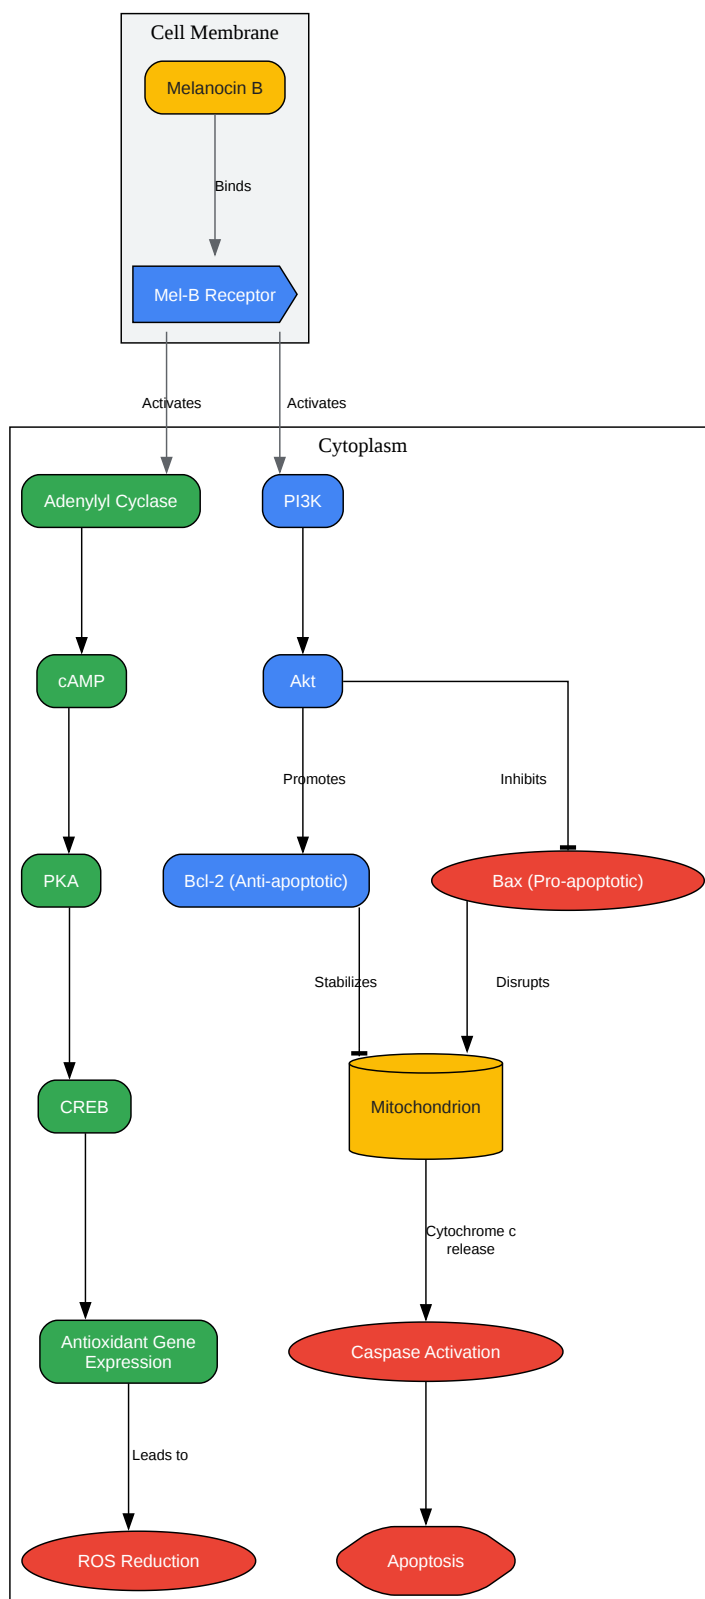 Cell Membrane
Melanocin B
Binds
Mel-B Receptor
Activates
Activates
Cytoplasm
Adenylyl Cyclase
PI3K
cAMP
Akt
Promotes
Inhibits
PKA
Bcl-2 (Anti-apoptotic)
Bax (Pro-apoptotic)
Stabilizes
Disrupts
CREB
Mitochondrion
Cytochrome c
release
Antioxidant Gene
Expression
Caspase Activation
Leads to
ROS Reduction
Apoptosis